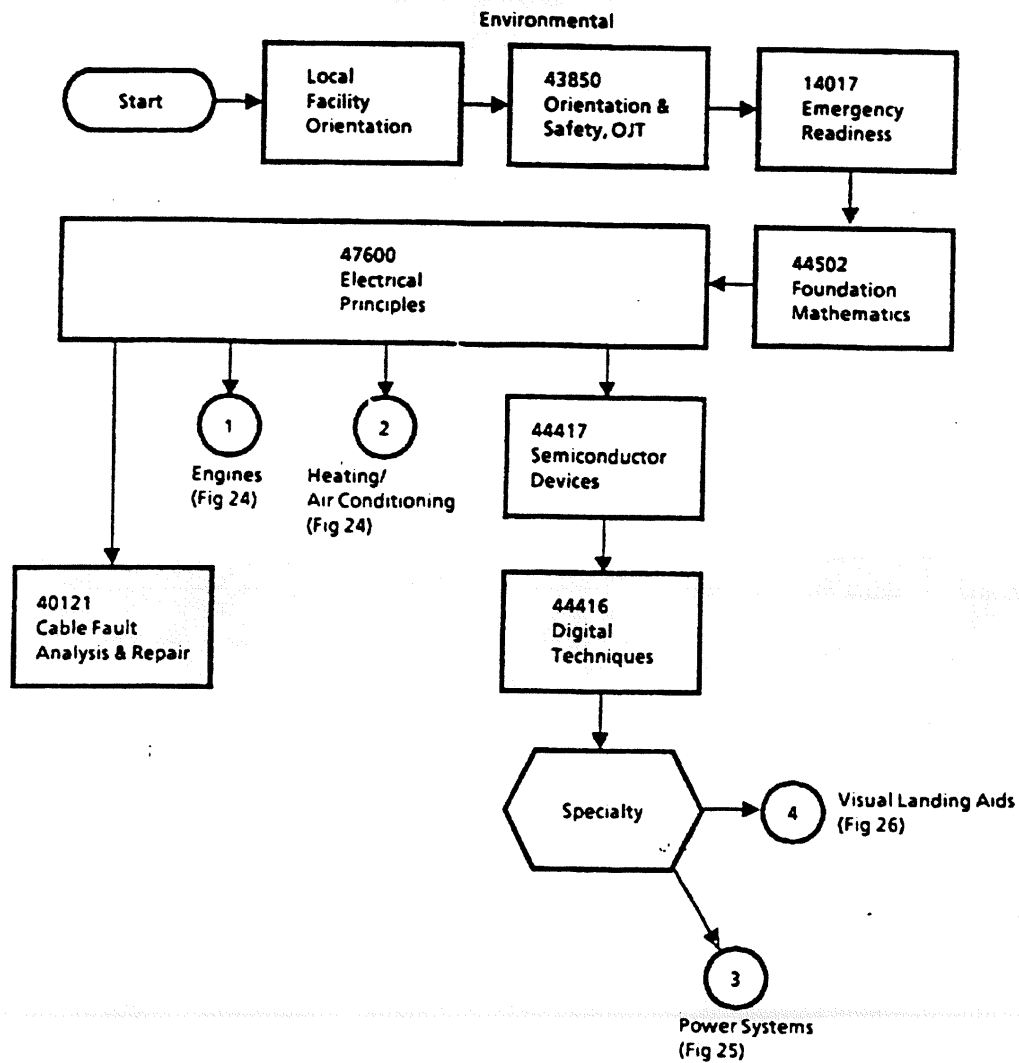 Environmental
Start
Local
Facility
Orientation
43850
Orientation &
Safety, OJT
14017
Emergency
Readiness
47600
Electrical
Principles
44502
Foundation
Mathematics
1
Engines
(Fig 24)
2
Heating/
Air Conditioning
(Fig 24)
44417
Semiconductor
Devices
40121
Cable Fault
Analysis & Repair
44416
Digital
Techniques
Specialty
4
Visual Landing Aids
(Fig 26)
3
Power Systems
(Fig 25)